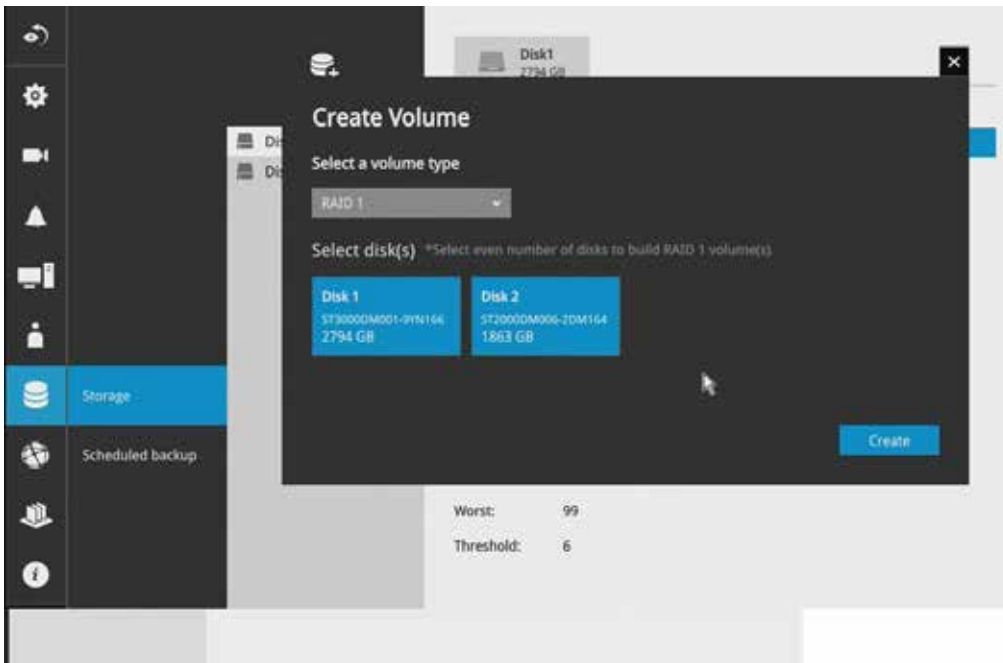 Disk1
2794 GB
Create Volume
Select a volume type
RAID 1
Select disk(s) *Select even number of disks to build RAID 1 volume(s).
Disk 1
ST3000DM001-9YN166
2794 GB
Disk 2
ST2000DM006-2DM164
1863 GB
Create
Storage
Scheduled backup
Worst: 99
Threshold: 6